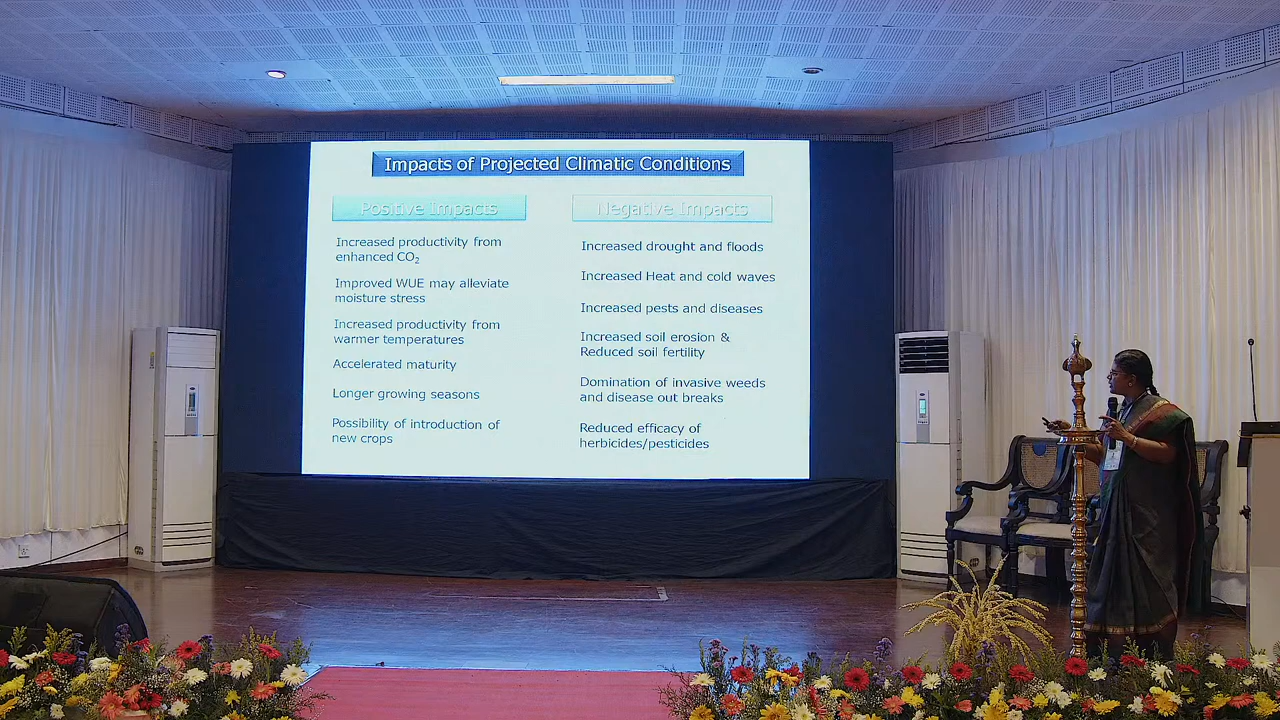 Impacts of Projected Climatic Conditions
Positive Impacts
Increased productivity from
enhanced CO₂
Improved WUE may alleviate
moisture stress
Increased productivity from
warmer temperatures
Accelerated maturity
Longer growing seasons
Possibility of introduction of
new crops
Negative Impacts
Increased drought and floods
Increased Heat and cold waves
Increased pests and diseases
Increased soil erosion &
Reduced soil fertility
Domination of invasive weeds
and disease out breaks
Reduced efficacy of
herbicides/pesticides